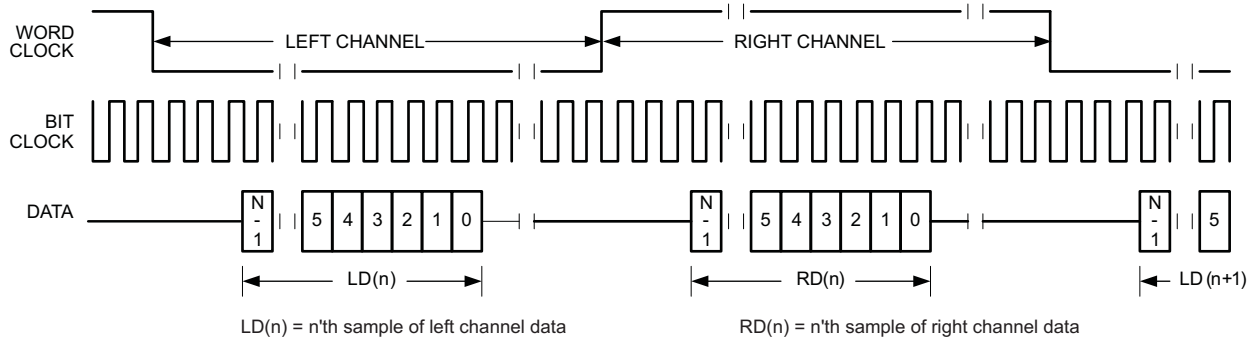 WORD
CLOCK
LEFT CHANNEL
RIGHT CHANNEL
BIT
CLOCK
DATA
N
-
1
5 4 3 2 1 0
N
-
1
5 4 3 2 1 0
N
-
1
5
LD(n)
RD(n)
LD (n+1)
LD(n) = n'th sample of left channel data
RD(n) = n'th sample of right channel data